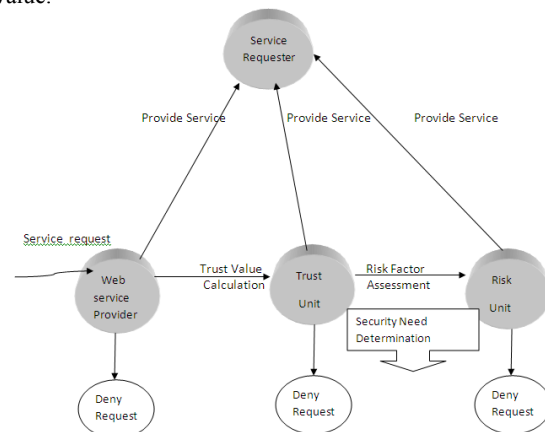 value.
Service
Requester
Provide Service
Provide Service
Provide Service
Service request
Web
service
Provider
Trust Value
Calculation
Trust
Unit
Risk Factor
Assessment
Risk
Unit
Security Need
Determination
Deny
Request
Deny
Request
Deny
Request